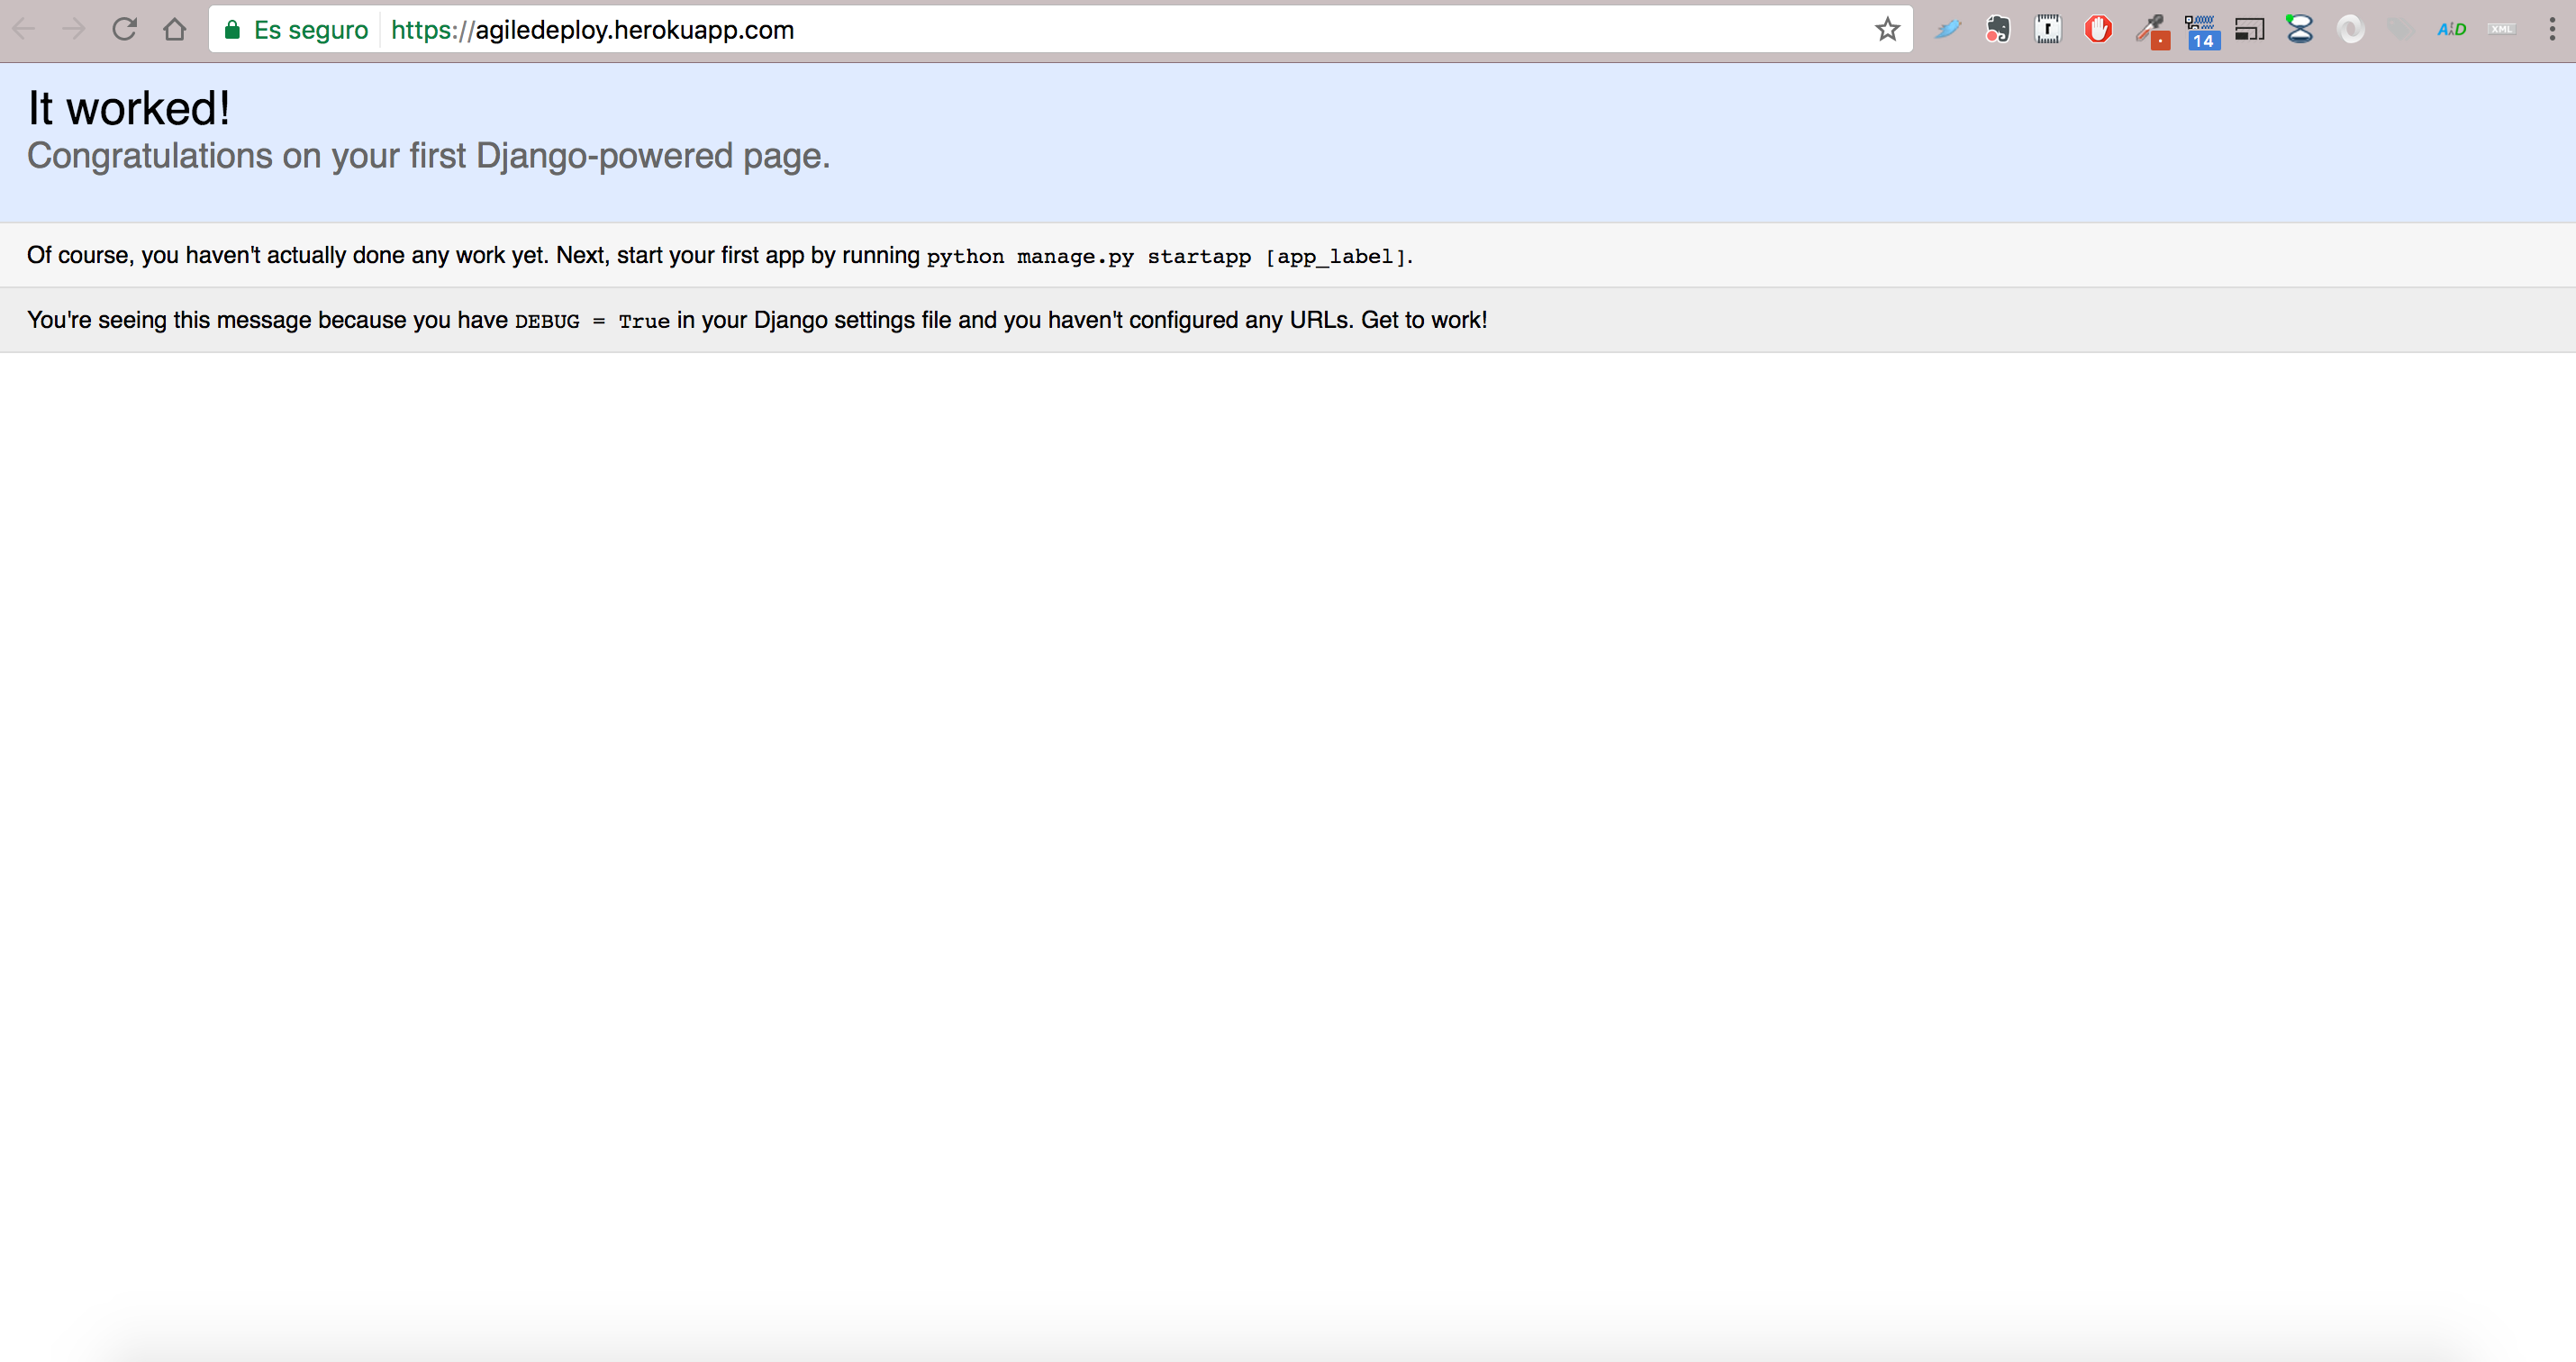 Es seguro https://agiledeploy.herokuapp.com
14 A&D XML
It worked!
Congratulations on your first Django-powered page.
Of course, you haven't actually done any work yet. Next, start your first app by running python manage.py startapp [app_label].
You're seeing this message because you have DEBUG = True in your Django settings file and you haven't configured any URLs. Get to work!